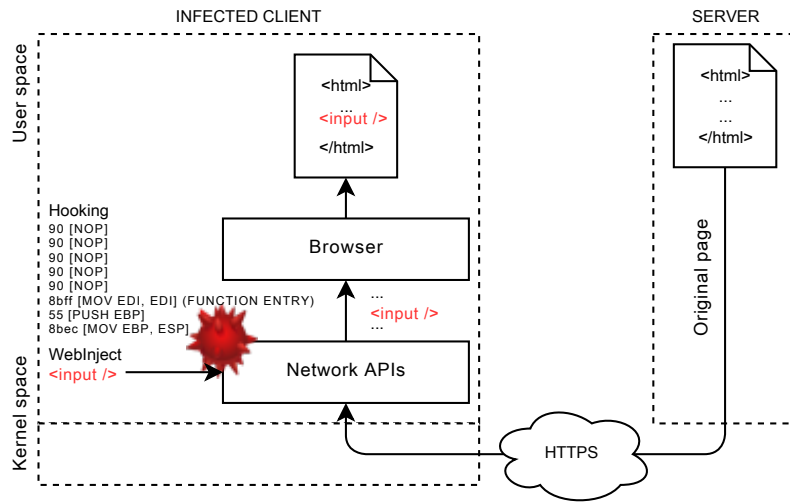 INFECTED CLIENT
SERVER
User space
<html>
...
<input />
</html>
<html>
...
...
</html>
Hooking
90 [NOP]
90 [NOP]
90 [NOP]
90 [NOP]
90 [NOP]
8bff [MOV EDI, EDI] (FUNCTION ENTRY)
55 [PUSH EBP]
8bec [MOV EBP, ESP]
Browser
...
<input />
...
Original page
WebInject
<input />
Network APIs
Kernel space
HTTPS